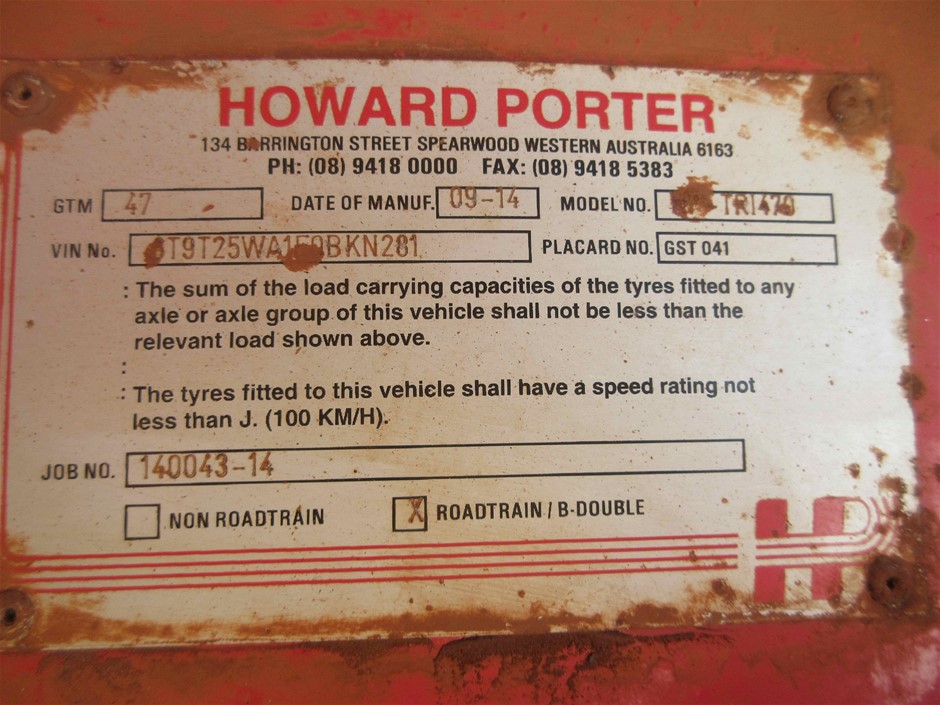 HOWARD PORTER
134 BARRINGTON STREET SPEARWOOD WESTERN AUSTRALIA 6163
PH: (08) 9418 0000 FAX: (08) 9418 5383
GTM 47 DATE OF MANUF. 09-14 MODEL NO. TRI470
VIN No. PLACARD NO. GST 041
: The sum of the load carrying capacities of the tyres fitted to any
axle or axle group of this vehicle shall not be less than the
relevant load shown above.
:
: The tyres fitted to this vehicle shall have a speed rating not
less than J. (100 KM/H).
JOB NO. 140043-14
NON ROADTRAIN X ROADTRAIN / B-DOUBLE
HP